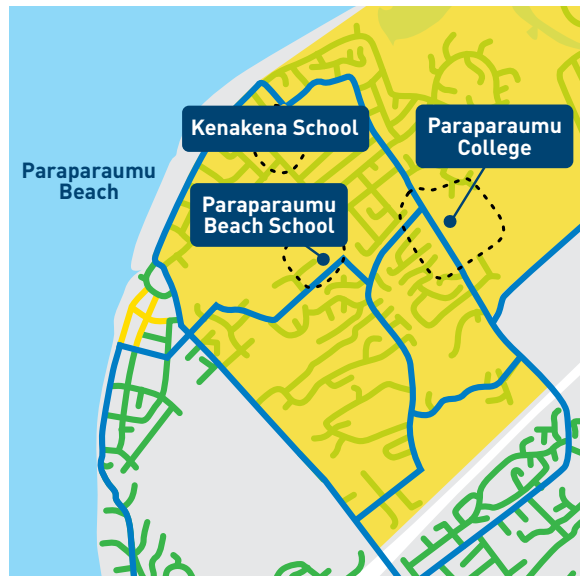 Kenakena School
Paraparaumu
College
Paraparaumu
Beach
Paraparaumu
Beach School